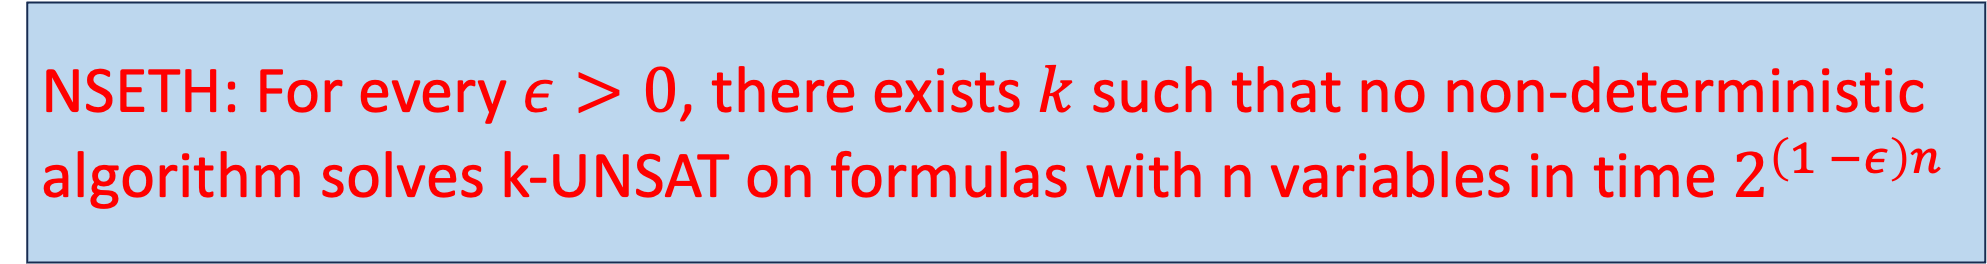 NSETH: For every ϵ > 0, there exists k such that no non-deterministic
algorithm solves k-UNSAT on formulas with n variables in time 2^(1 −ϵ)n